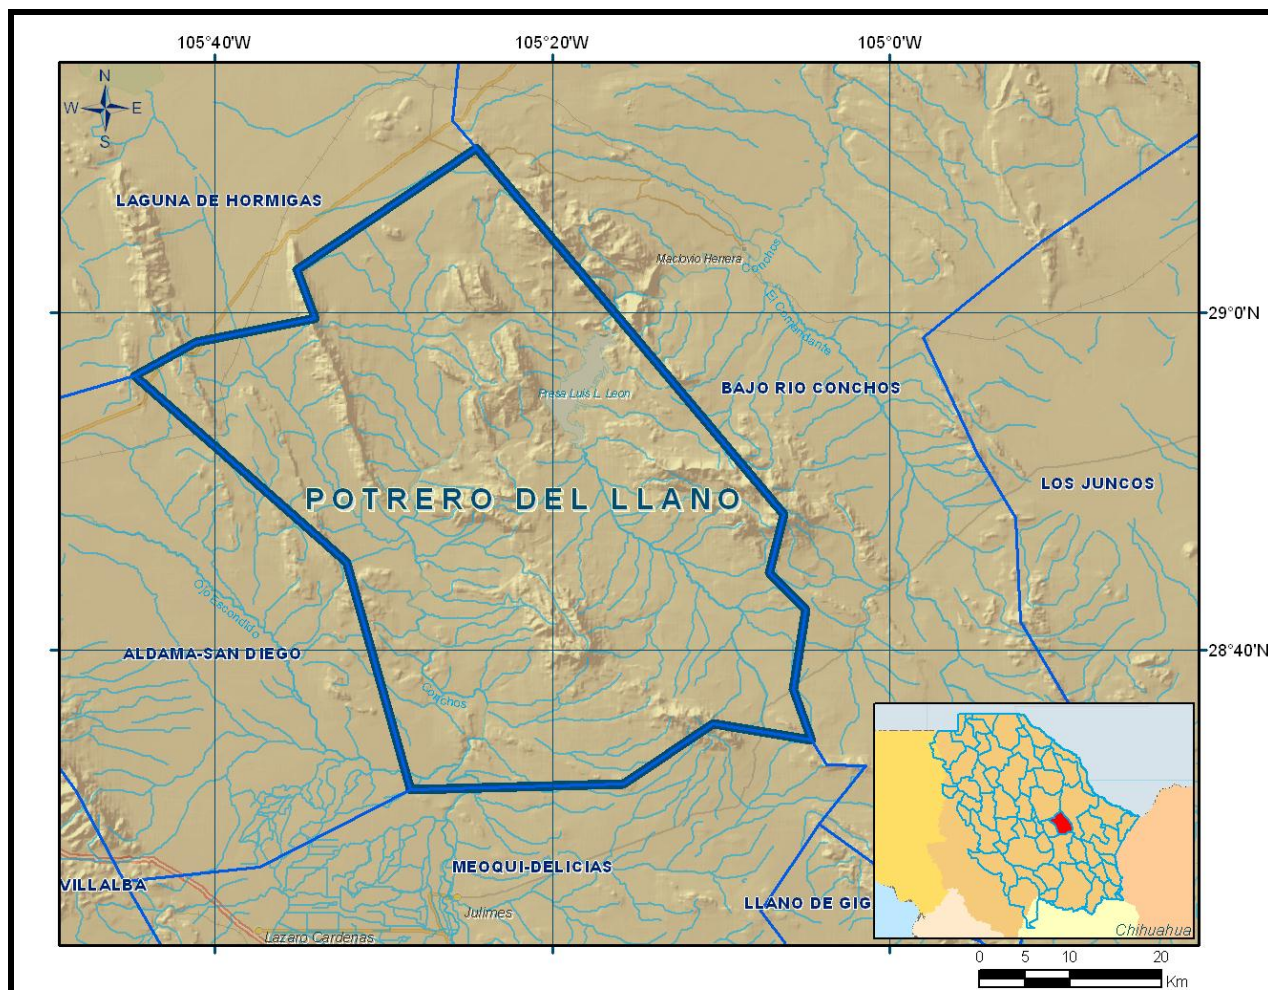 105°40'W
105°20'W
105°0'W
N
W
E
S
LAGUNA DE HORMIGAS
Maclovio Herrera
Conchos
El Comandante
29°0'N
BAJO RIO CONCHOS
Presa Luis L. Leon
LOS JUNCOS
POTRERO DEL LLANO
Ojo Escondido
ALDAMA-SAN DIEGO
28°40'N
Conchos
MEOQUI-DELICIAS
VILLALBA
LLANO DE GIG
Julimes
Lazaro Cardenas
Chihuahua
0 5 10 20
Km